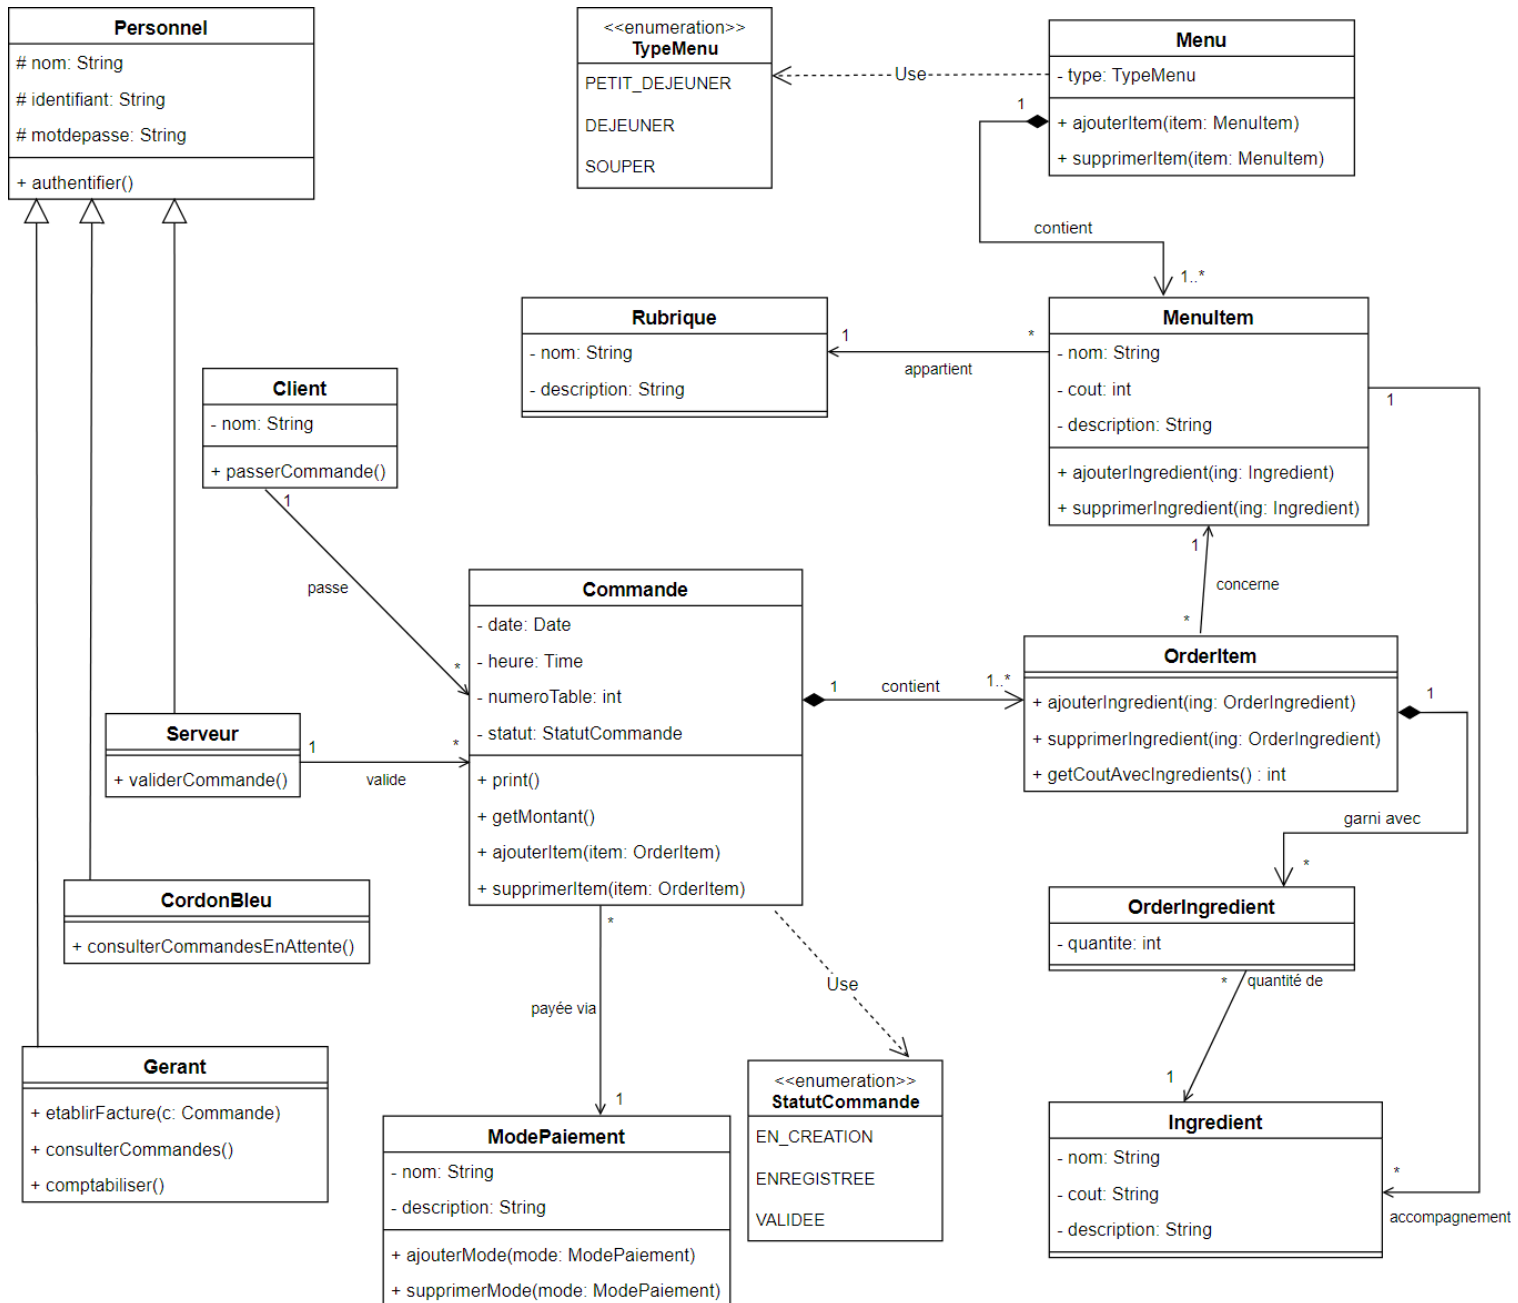 Personnel
# nom: String
# identifiant: String
# motdepasse: String
+ authentifier()
<<enumeration>>
TypeMenu
PETIT_DEJEUNER
DEJEUNER
SOUPER
Use
Menu
- type: TypeMenu
+ ajouterItem(item: MenuItem)
+ supprimerItem(item: MenuItem)
1
contient
1..*
Rubrique
- nom: String
- description: String
1
*
appartient
MenuItem
- nom: String
- cout: int
- description: String
+ ajouterIngredient(ing: Ingredient)
+ supprimerIngredient(ing: Ingredient)
1
Client
- nom: String
+ passerCommande()
1
passe
*
1
concerne
*
Commande
- date: Date
- heure: Time
- numeroTable: int
- statut: StatutCommande
+ print()
+ getMontant()
+ ajouterItem(item: OrderItem)
+ supprimerItem(item: OrderItem)
1
contient
1..*
OrderItem
+ ajouterIngredient(ing: OrderIngredient)
+ supprimerIngredient(ing: OrderIngredient)
+ getCoutAvecIngredients() : int
1
garni avec
*
Serveur
+ validerCommande()
1
*
valide
CordonBleu
+ consulterCommandesEnAttente()
OrderIngredient
- quantite: int
*
quantité de
1
*
payée via
1
Use
Gerant
+ etablirFacture(c: Commande)
+ consulterCommandes()
+ comptabiliser()
ModePaiement
- nom: String
- description: String
+ ajouterMode(mode: ModePaiement)
+ supprimerMode(mode: ModePaiement)
<<enumeration>>
StatutCommande
EN_CREATION
ENREGISTREE
VALIDEE
Ingredient
- nom: String
- cout: String
- description: String
*
accompagnement